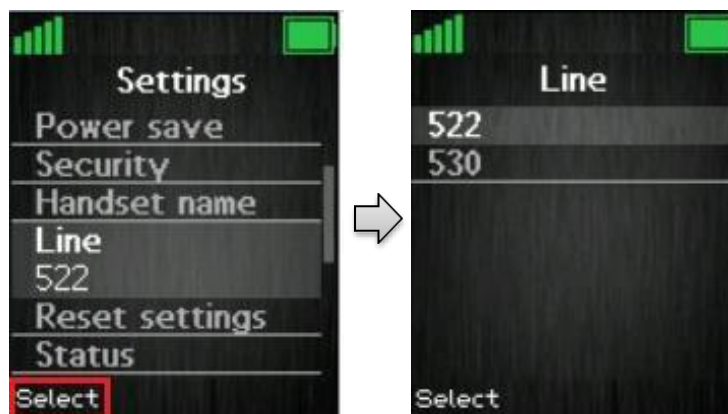 Settings
Power save
Security
Handset name
Line
522
Reset settings
Status
Select
Line
522
530
Select